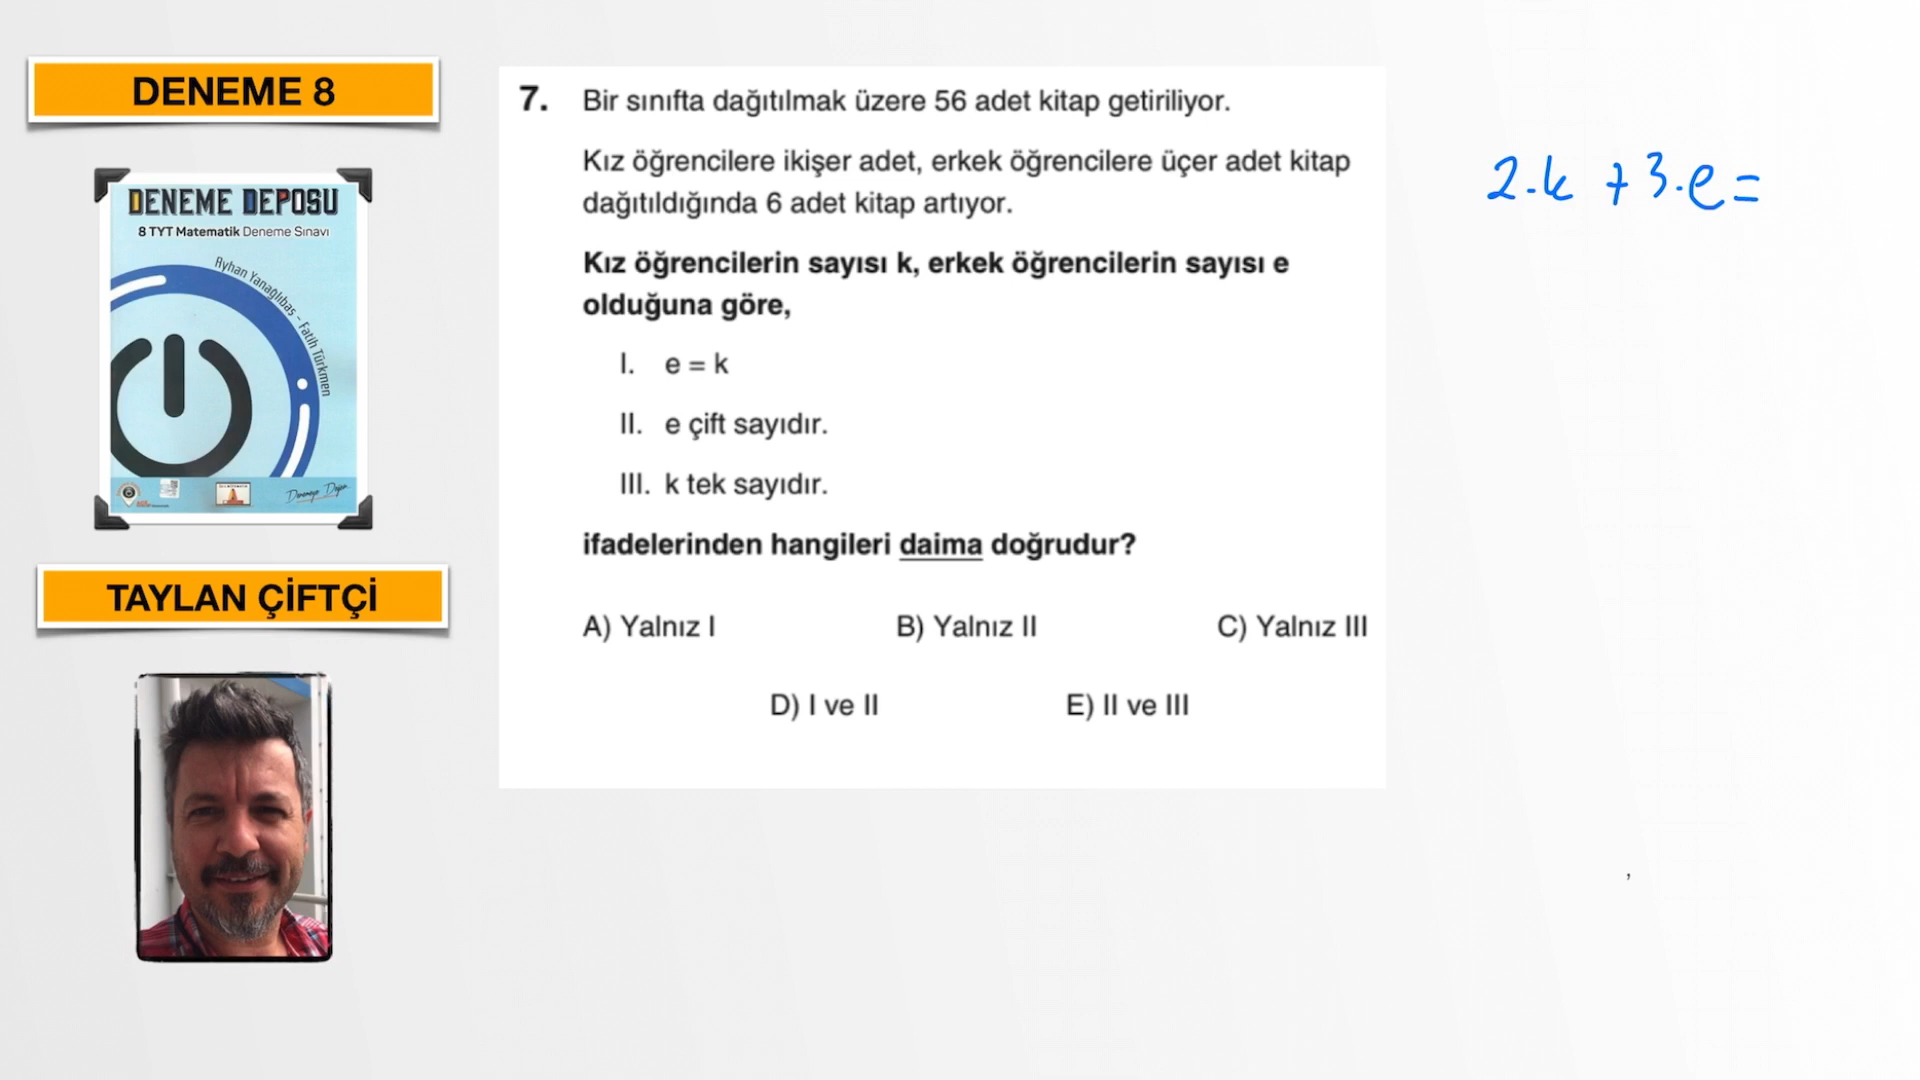 DENEME 8
DENEME DEPOSU
8 TYT Matematik Deneme Sınavı
Ayhan Yanağlıbaş - Fatih Türkmen
TAYLAN ÇİFTÇİ
7. Bir sınıfta dağıtılmak üzere 56 adet kitap getiriliyor.
Kız öğrencilere ikişer adet, erkek öğrencilere üçer adet kitap
dağıtıldığında 6 adet kitap artıyor.
Kız öğrencilerin sayısı k, erkek öğrencilerin sayısı e
olduğuna göre,
I. e = k
II. e çift sayıdır.
III. k tek sayıdır.
ifadelerinden hangileri daima doğrudur?
A) Yalnız I B) Yalnız II C) Yalnız III
D) I ve II E) II ve III
2.k +3.e=
,